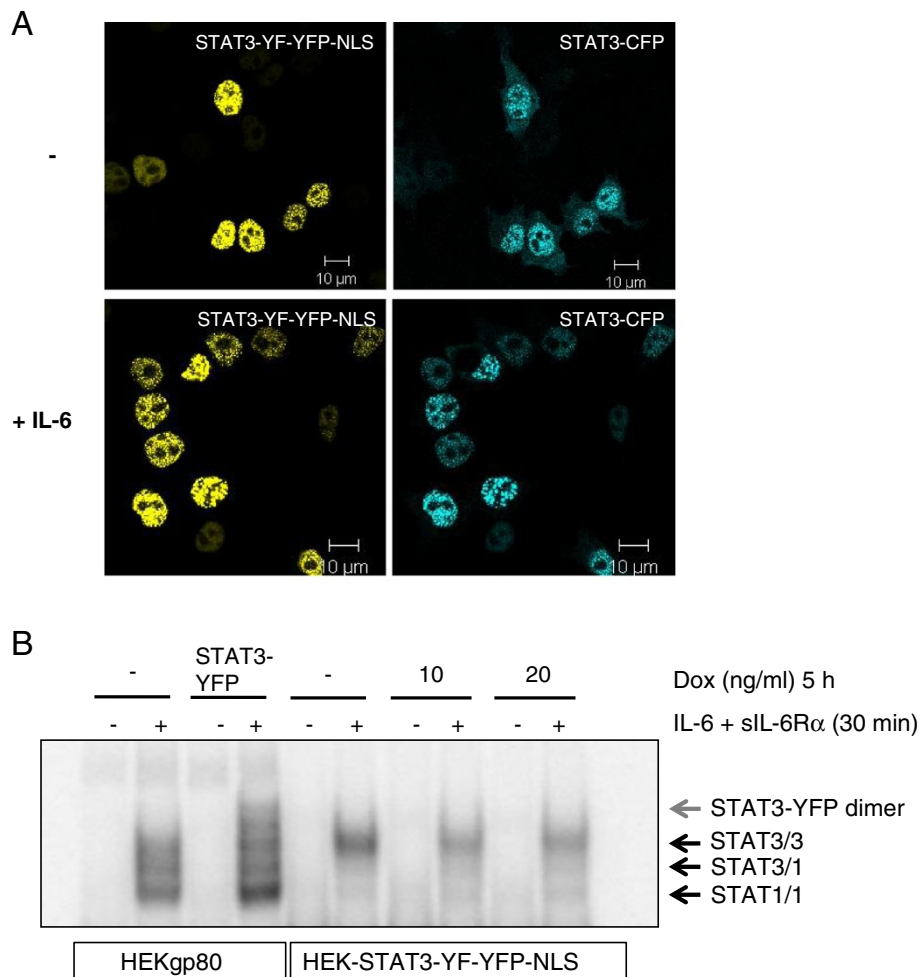 A
STAT3-YF-YFP-NLS
STAT3-CFP
-
10 µm
10 µm
STAT3-YF-YFP-NLS
STAT3-CFP
+ IL-6
10 µm
10 µm
B
- STAT3-YFP - 10 20 Dox (ng/ml) 5 h
- + - + - + - + - + IL-6 + sIL-6Rα (30 min)
STAT3-YFP dimer
STAT3/3
STAT3/1
STAT1/1
HEKgp80 HEK-STAT3-YF-YFP-NLS